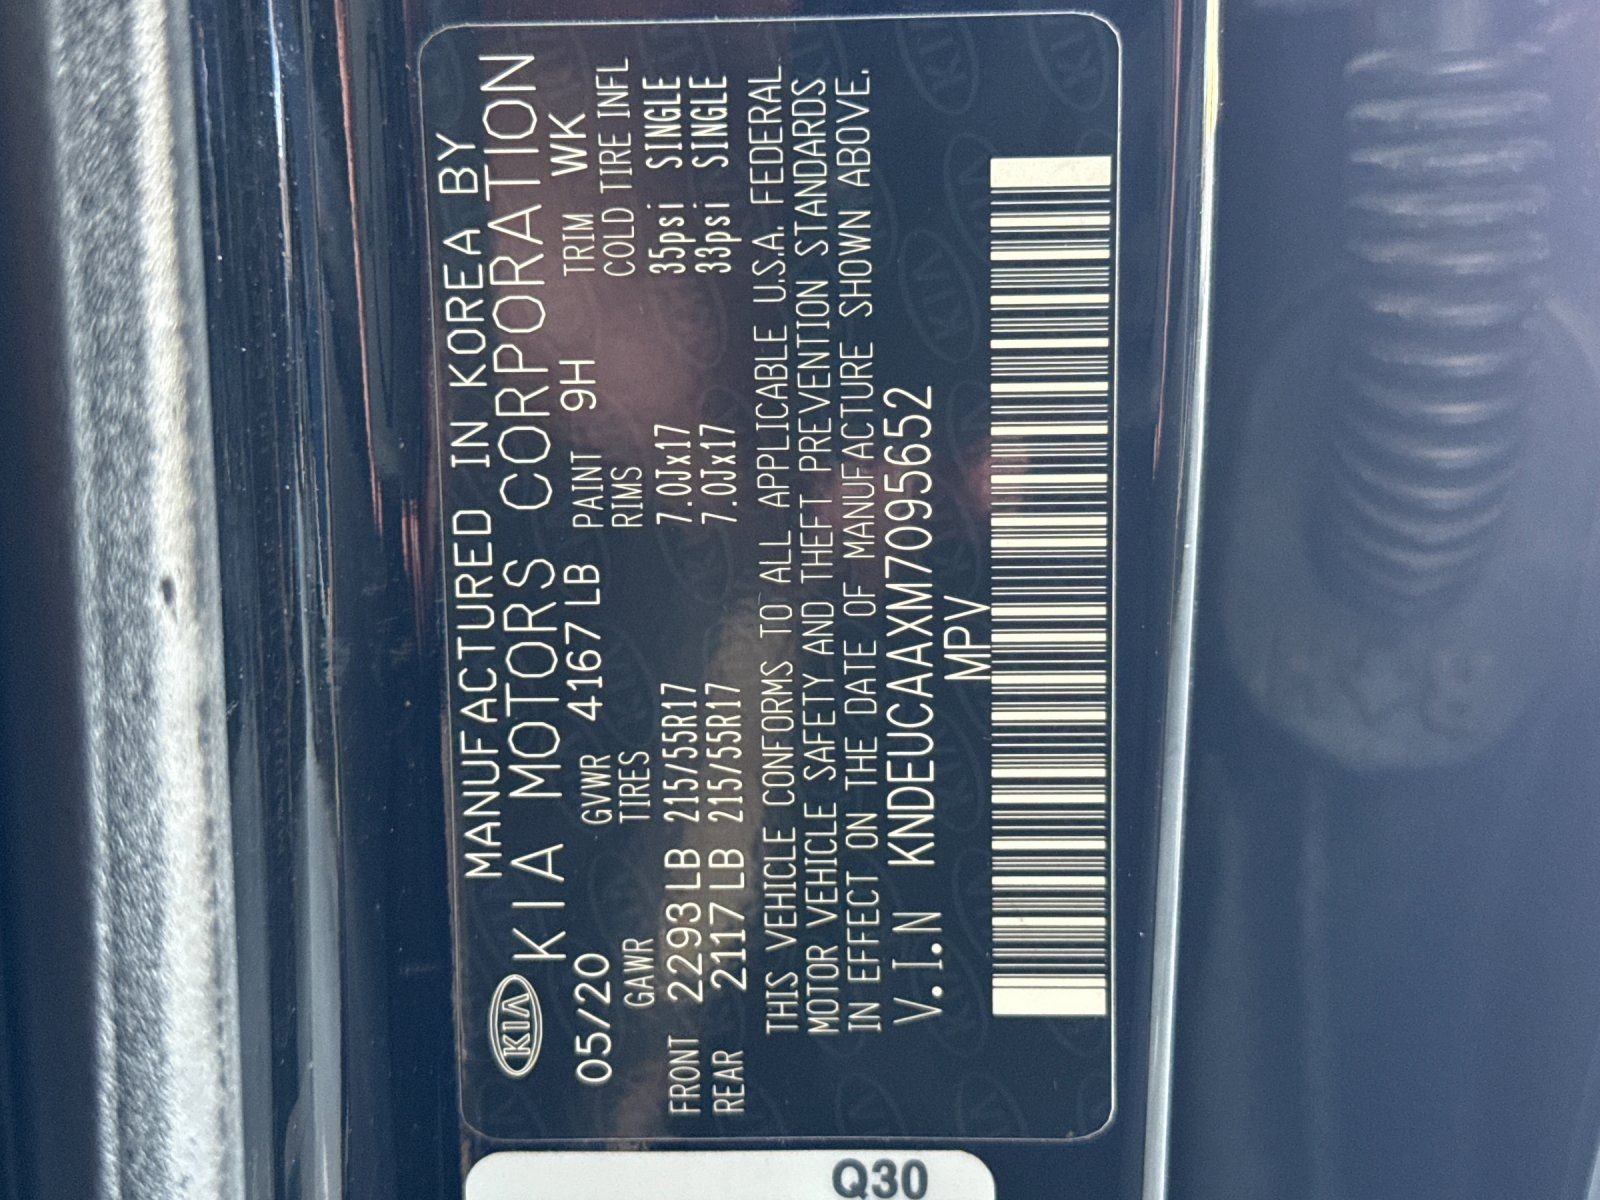 KIA
MANUFACTURED IN KOREA BY
KIA MOTORS CORPORATION
05/20 GVWR 4167 LB PAINT 9H TRIM WK
GAWR TIRES RIMS COLD TIRE INFL
FRONT 2293 LB 215/55R17 7.0Jx17 35psi SINGLE
REAR 2117 LB 215/55R17 7.0Jx17 33psi SINGLE
THIS VEHICLE CONFORMS TO ALL APPLICABLE U.S.A. FEDERAL
MOTOR VEHICLE SAFETY AND THEFT PREVENTION STANDARDS
IN EFFECT ON THE DATE OF MANUFACTURE SHOWN ABOVE.
V.I.N KNDEUCAAXM7095652
MPV
Q30